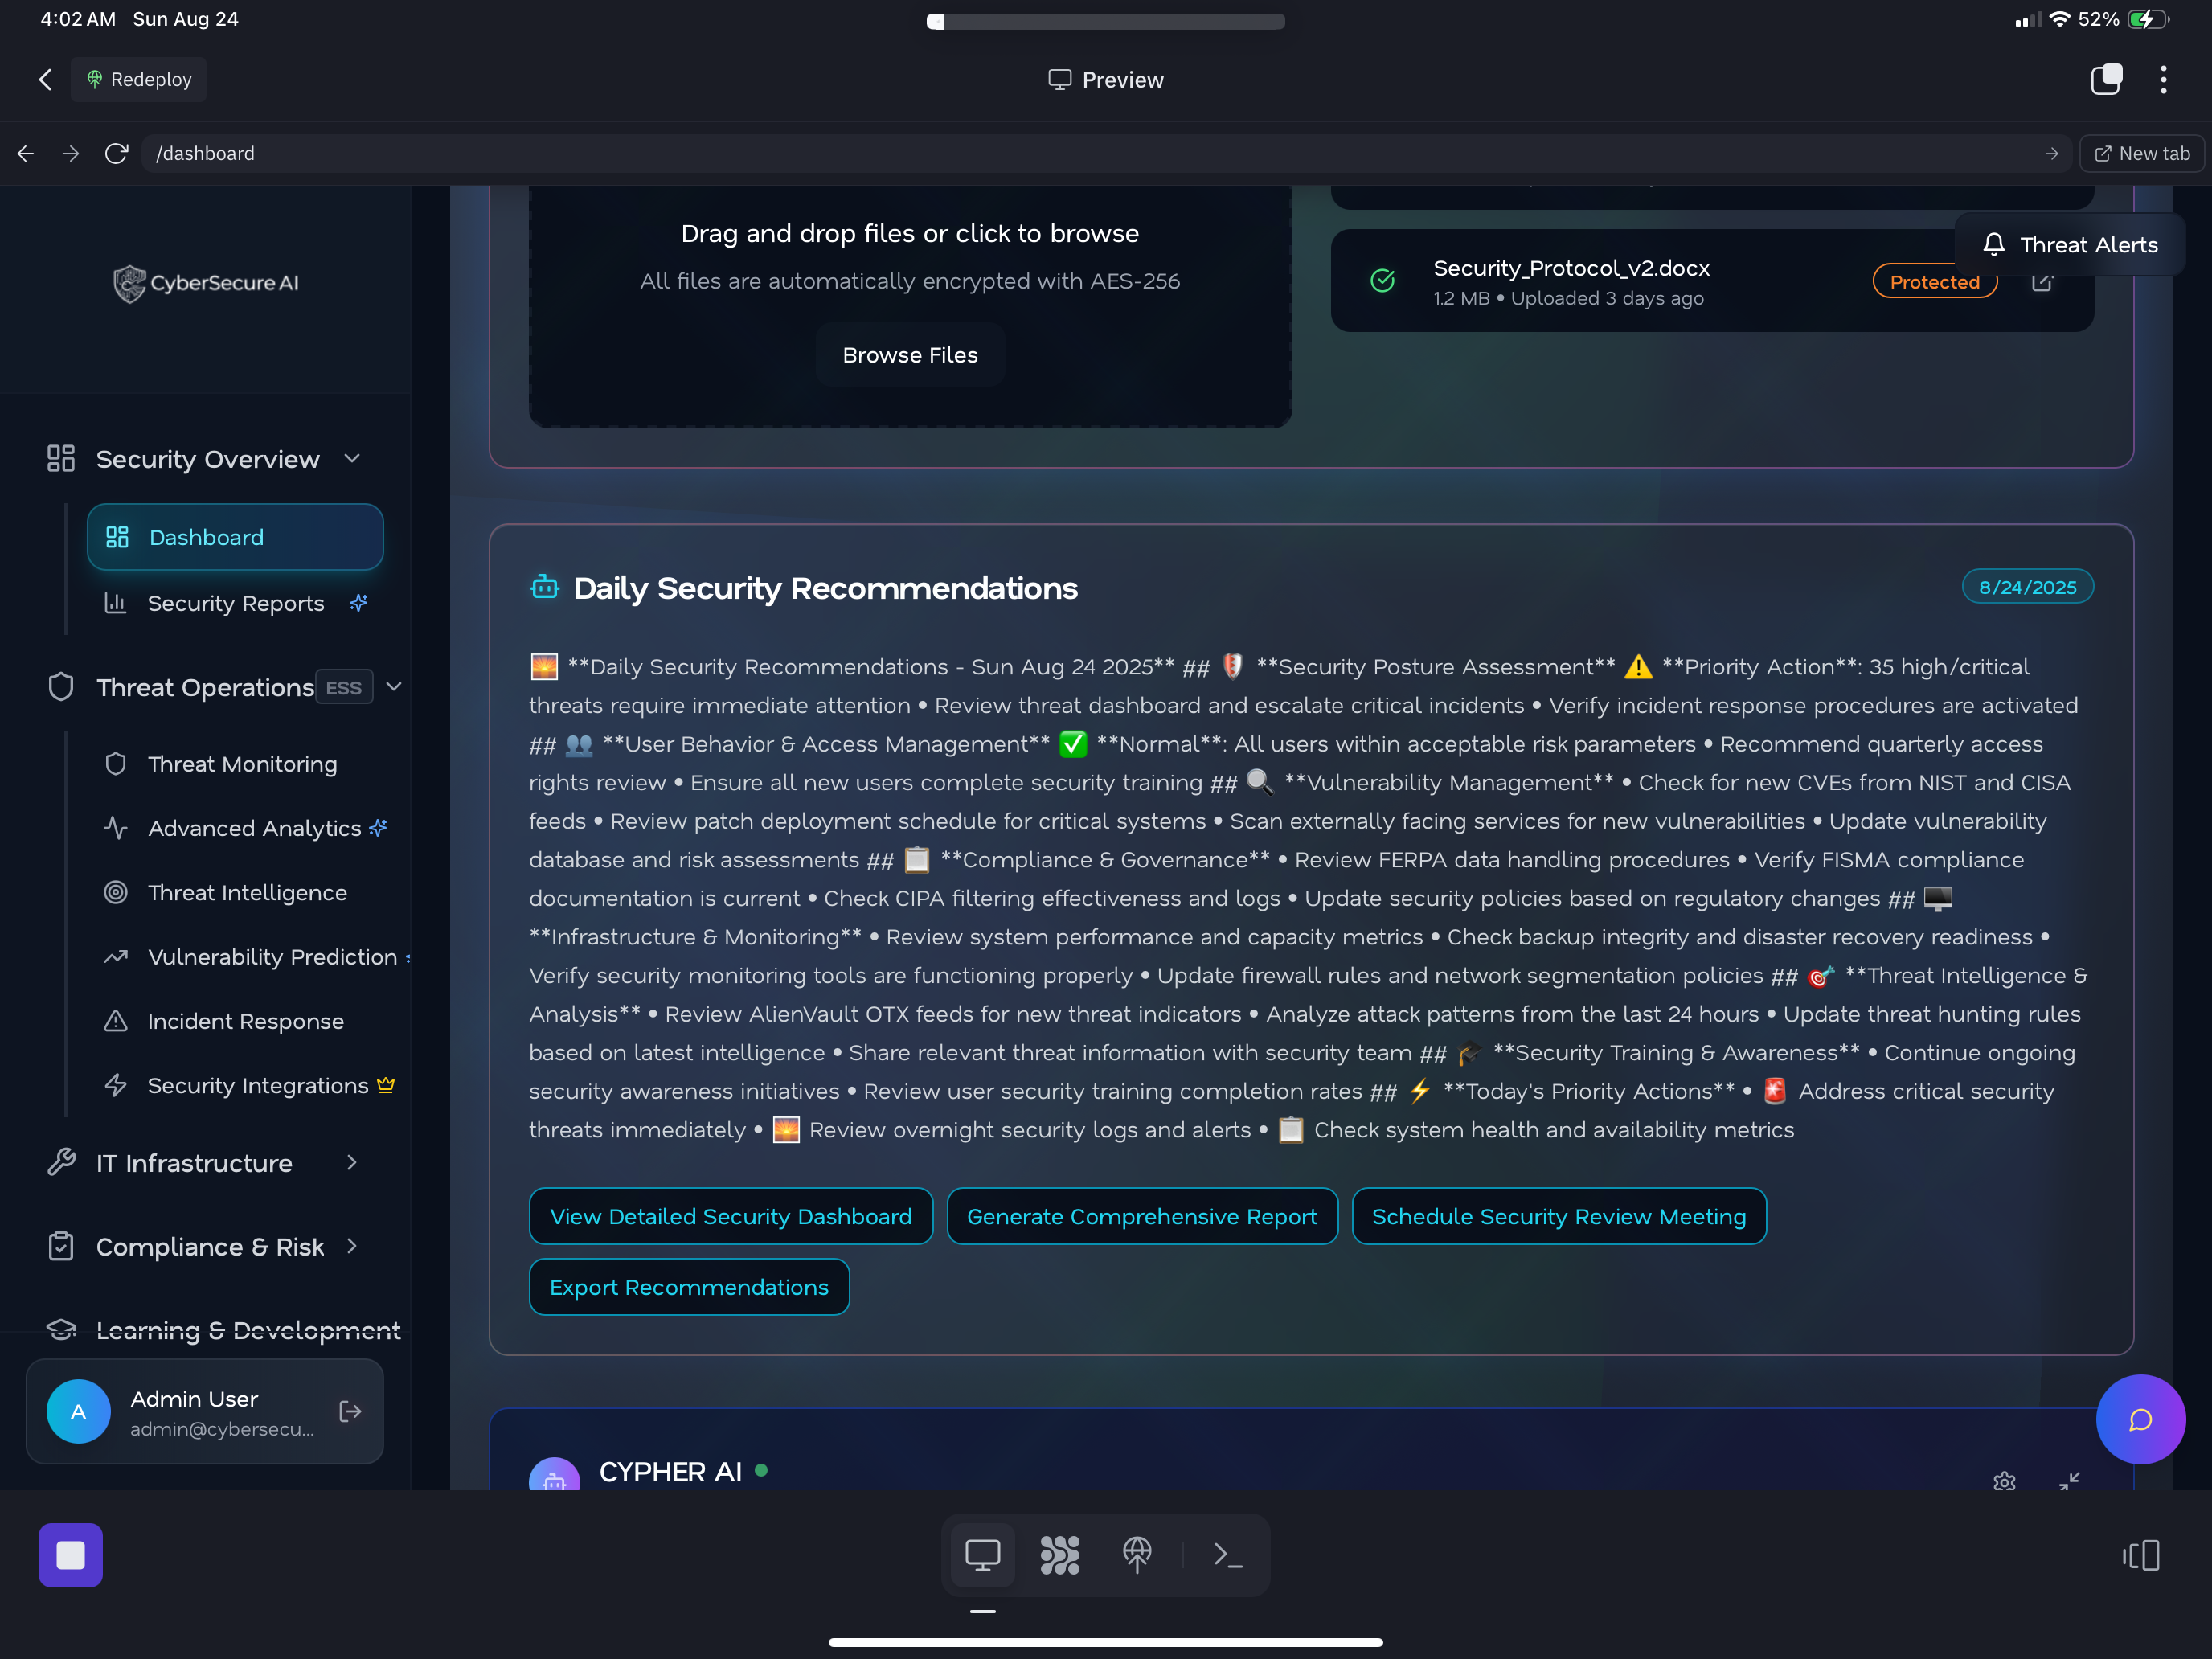 4:02 AM Sun Aug 24
52%
Redeploy
Preview
/dashboard
New tab
CyberSecure AI
Security Overview
Dashboard
Security Reports
Threat Operations ESS
Threat Monitoring
Advanced Analytics
Threat Intelligence
Vulnerability Prediction
Incident Response
Security Integrations
IT Infrastructure
Compliance & Risk
Learning & Development
A
Admin User
admin@cybersecu...
Drag and drop files or click to browse
All files are automatically encrypted with AES-256
Browse Files
Security_Protocol_v2.docx
1.2 MB • Uploaded 3 days ago
Protected
Threat Alerts
Daily Security Recommendations
8/24/2025
🌅 **Daily Security Recommendations - Sun Aug 24 2025** ## 🛡️ **Security Posture Assessment** ⚠️ **Priority Action**: 35 high/critical
threats require immediate attention • Review threat dashboard and escalate critical incidents • Verify incident response procedures are activated
## 👥 **User Behavior & Access Management** ✅ **Normal**: All users within acceptable risk parameters • Recommend quarterly access
rights review • Ensure all new users complete security training ## 🔍 **Vulnerability Management** • Check for new CVEs from NIST and CISA
feeds • Review patch deployment schedule for critical systems • Scan externally facing services for new vulnerabilities • Update vulnerability
database and risk assessments ## 📋 **Compliance & Governance** • Review FERPA data handling procedures • Verify FISMA compliance
documentation is current • Check CIPA filtering effectiveness and logs • Update security policies based on regulatory changes ## 🖥️
**Infrastructure & Monitoring** • Review system performance and capacity metrics • Check backup integrity and disaster recovery readiness •
Verify security monitoring tools are functioning properly • Update firewall rules and network segmentation policies ## 🎯 **Threat Intelligence &
Analysis** • Review AlienVault OTX feeds for new threat indicators • Analyze attack patterns from the last 24 hours • Update threat hunting rules
based on latest intelligence • Share relevant threat information with security team ## 🎓 **Security Training & Awareness** • Continue ongoing
security awareness initiatives • Review user security training completion rates ## ⚡ **Today's Priority Actions** • 🚨 Address critical security
threats immediately • 🌅 Review overnight security logs and alerts • 📋 Check system health and availability metrics
View Detailed Security Dashboard
Generate Comprehensive Report
Schedule Security Review Meeting
Export Recommendations
CYPHER AI